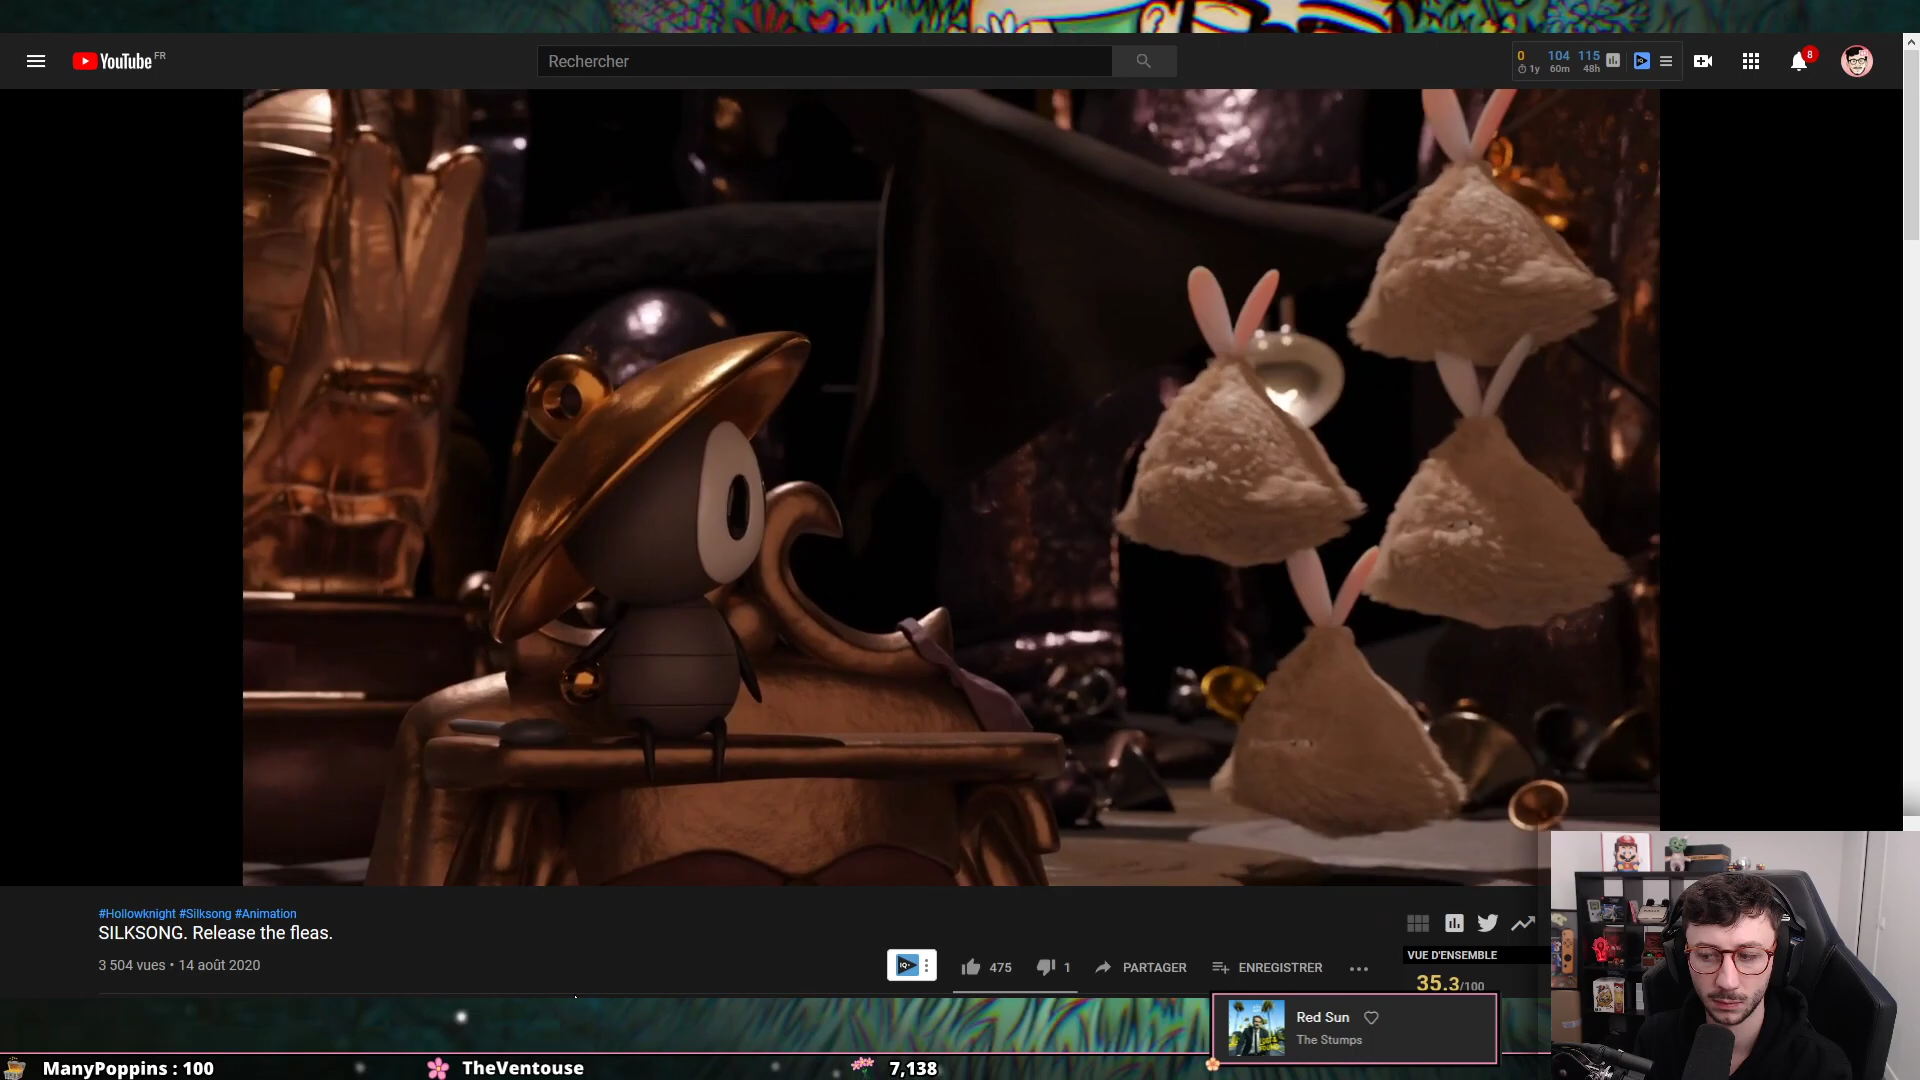 YouTube FR
Rechercher
0 104 115
1y 60m 48h
8
#Hollowknight #Silksong #Animation
SILKSONG. Release the fleas.
3 504 vues • 14 août 2020
IQ
475
1
PARTAGER
ENREGISTRER
VUE D'ENSEMBLE
35.3/100
Red Sun
The Stumps
ManyPoppins : 100
TheVentouse
7,138